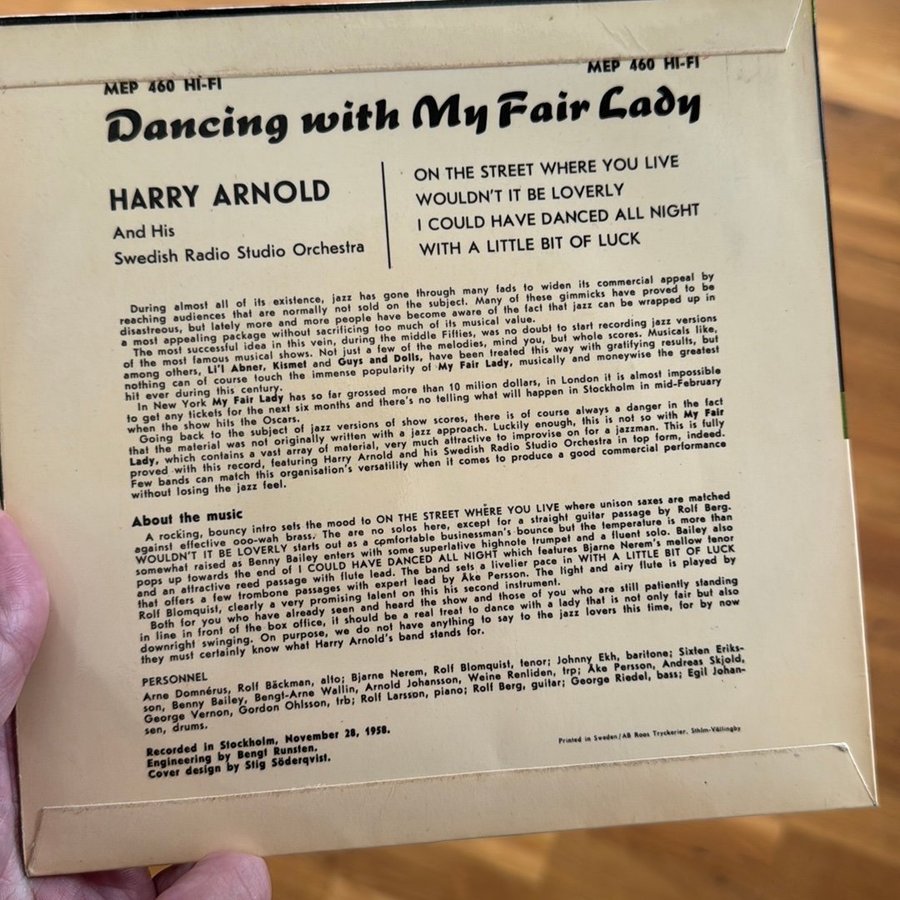 MEP 460 HI-FI
MEP 460 HI-FI
Dancing with My Fair Lady
HARRY ARNOLD
And His
Swedish Radio Studio Orchestra
ON THE STREET WHERE YOU LIVE
WOULDN'T IT BE LOVERLY
I COULD HAVE DANCED ALL NIGHT
WITH A LITTLE BIT OF LUCK
During almost all of its existence, jazz has gone through many fads to widen its commercial appeal by
reaching audiences that are normally not sold on the subject. Many of these gimmicks have proved to be
disastreous, but lately more and more people have become aware of the fact that jazz can be wrapped up in
a most appealing package without sacrificing too much of its musical value.
The most successful idea in this vein, during the middle Fifties, was no doubt to start recording jazz versions
of the most famous musical shows. Not just a few of the melodies, mind you, but whole scores. Musicals like,
among others, Li'l Abner, Kismet and Guys and Dolls, have been treated this way with gratifying results, but
nothing can of course touch the immense popularity of My Fair Lady, musically and moneywise the greatest
hit ever during this century.
In New York My Fair Lady has so far grossed more than 10 milion dollars, in London it is almost impossible
to get any tickets for the next six months and there's no telling what will happen in Stockholm in mid-February
when the show hits the Oscars.
Going back to the subject of jazz versions of show scores, there is of course always a danger in the fact
that the material was not originally written with a jazz approach. Luckily enough, this is not so with My Fair
Lady, which contains a vast array of material, very much attractive to improvise on for a jazzman. This is fully
proved with this record, featuring Harry Arnold and his Swedish Radio Studio Orchestra in top form, indeed.
Few bands can match this organisation's versatility when it comes to produce a good commercial performance
without losing the jazz feel.
About the music
A rocking, bouncy intro sets the mood to ON THE STREET WHERE YOU LIVE where unison saxes are matched
against effective ooo-wah brass. The are no solos here, except for a straight guitar passage by Rolf Berg.
WOULDN'T IT BE LOVERLY starts out as a comfortable businessman's bounce but the temperature is more than
somewhat raised as Benny Bailey enters with some superlative highnote trumpet and a fluent solo. Bailey also
pops up towards the end of I COULD HAVE DANCED ALL NIGHT which features Bjarne Nerem's mellow tenor
and an attractive reed passage with flute lead. The band sets a livelier pace in WITH A LITTLE BIT OF LUCK
that offers a few trombone passages with expert lead by Åke Persson. The light and airy flute is played by
Rolf Blomquist, clearly a very promising talent on this his second instrument.
Both for you who have already seen and heard the show and those of you who are still patiently standing
in line in front of the box office, it should be a real treat to dance with a lady that is not only fair but also
downright swinging. On purpose, we do not have anything to say to the jazz lovers this time, for by now
they must certainly know what Harry Arnold's band stands for.
PERSONNEL
Arne Domnérus, Rolf Bäckman, alto; Bjarne Nerem, Rolf Blomquist, tenor; Johnny Ekh, baritone; Sixten Eriks-
son, Benny Bailey, Bengt-Arne Wallin, Arnold Johansson, Weine Renliden, trp; Åke Persson, Andreas Skjold,
George Vernon, Gordon Ohlsson, trb; Rolf Larsson, piano; Rolf Berg, guitar; George Riedel, bass; Egil Johan-
sen, drums.
Recorded in Stockholm, November 28, 1958.
Engineering by Bengt Runsten.
Cover design by Stig Söderqvist.
Printed in Sweden/AB Roos Tryckerier, Sthlm-Vällingby